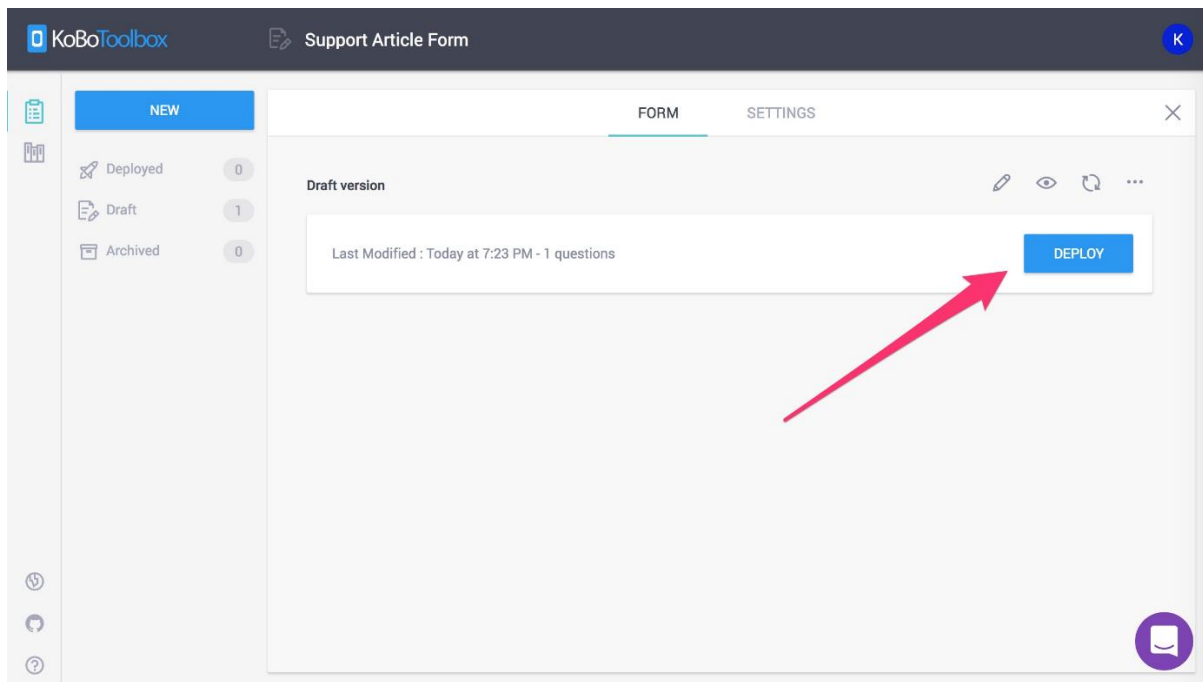 KoBoToolbox
Support Article Form
K
NEW
Deployed 0
Draft 1
Archived 0
FORM SETTINGS
Draft version
Last Modified : Today at 7:23 PM - 1 questions
DEPLOY